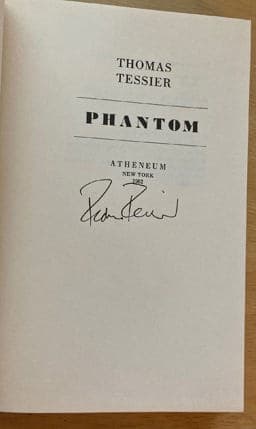 THOMAS
TESSIER
PHANTOM
ATHENEUM
NEW YORK
1982